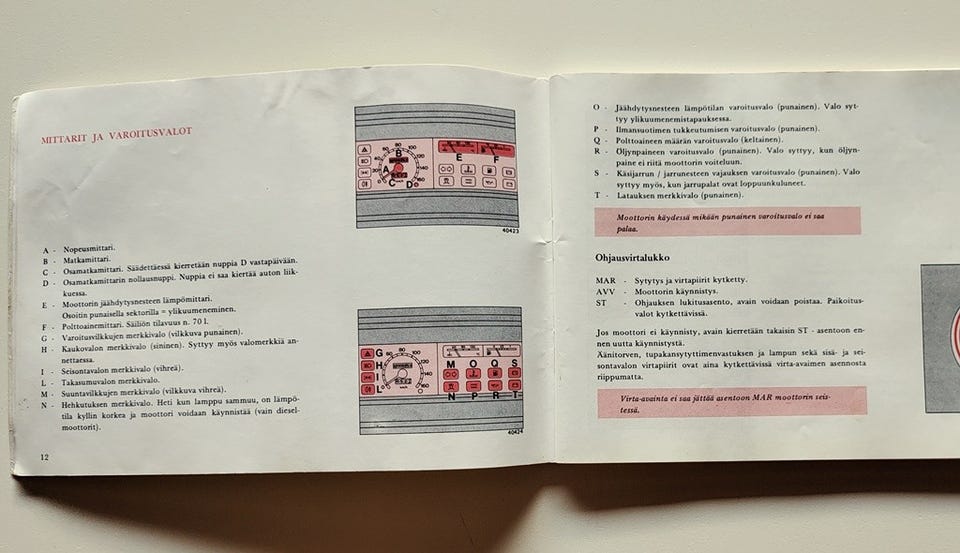 MITTARIT JA VAROITUSVALOT
A - Nopeusmittari.
B - Matkamittari.
C - Osamatkamittari. Säädettäessä kierretään nuppia D vastapäivään.
D - Osamatkamittarin nollausnuppi. Nuppia ei saa kiertää auton liik-
kuessa.
E - Moottorin jäähdytysnesteen lämpömittari.
Osoitin punaisella sektorilla = ylikuumeneminen.
F - Polttoainemittari. Säiliön tilavuus n. 70 l.
G - Varoitusvilkkujen merkkivalo (vilkkuva punainen).
H - Kaukovalon merkkivalo (sininen). Syttyy myös valomerkkiä an-
nettaessa.
I - Seisontavalon merkkivalo (vihreä).
L - Takasumuvalon merkkivalo.
M - Suuntavilkkujen merkkivalo (vilkkuva vihreä).
N - Hehkutuksen merkkivalo. Heti kun lamppu sammuu, on lämpö-
tila kyllin korkea ja moottori voidaan käynnistää (vain diesel-
moottorit).
12
A B C D E F
40423
G H I L M O Q S
N P R T
40424
O - Jäähdytysnesteen lämpötilan varoitusvalo (punainen). Valo syt-
tyy ylikuumenemistapauksessa.
P - Ilmansuotimen tukkeutumisen varoitusvalo (punainen).
Q - Polttoaineen määrän varoitusvalo (keltainen).
R - Öljynpaineen varoitusvalo (punainen). Valo syttyy, kun öljyn-
paine ei riitä moottorin voiteluun.
S - Käsijarrun / jarrunesteen vajauksen varoitusvalo (punainen). Valo
syttyy myös, kun jarrupalat ovat loppuunkuluneet.
T - Latauksen merkkivalo (punainen).
Moottorin käydessä mikään punainen varoitusvalo ei saa
palaa.
Ohjausvirtalukko
MAR - Sytytys ja virtapiirit kytketty.
AVV - Moottorin käynnistys.
ST - Ohjauksen lukitusasento, avain voidaan poistaa. Paikoitus-
valot kytkettävissä.
Jos moottori ei käynnisty, avain kierretään takaisin ST - asentoon en-
nen uutta käynnistystä.
Äänitorven, tupakansytyttimenvastuksen ja lampun sekä sisä- ja sei-
sontavalon virtapiirit ovat aina kytkettävissä virta-avaimen asennosta
riippumatta.
Virta-avainta ei saa jättää asentoon MAR moottorin seis-
tessä.